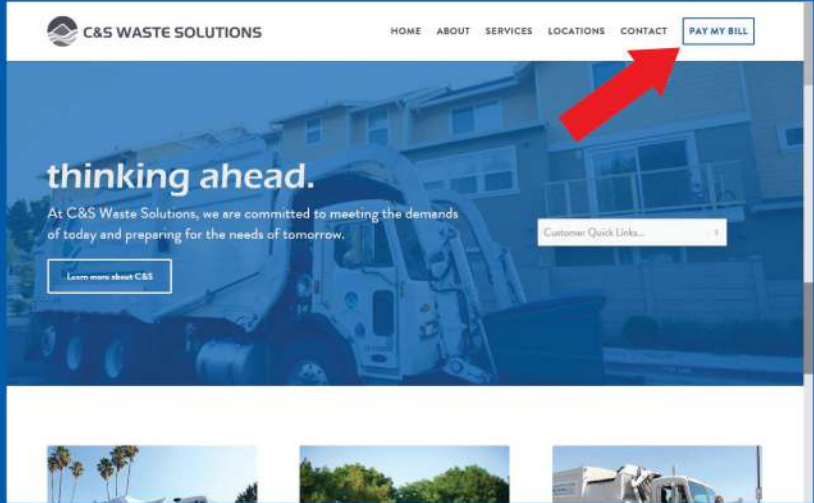 C&S WASTE SOLUTIONS
HOME ABOUT SERVICES LOCATIONS CONTACT PAY MY BILL
thinking ahead.
At C&S Waste Solutions, we are committed to meeting the demands
of today and preparing for the needs of tomorrow.
Customer Quick Links...
Learn more about C&S